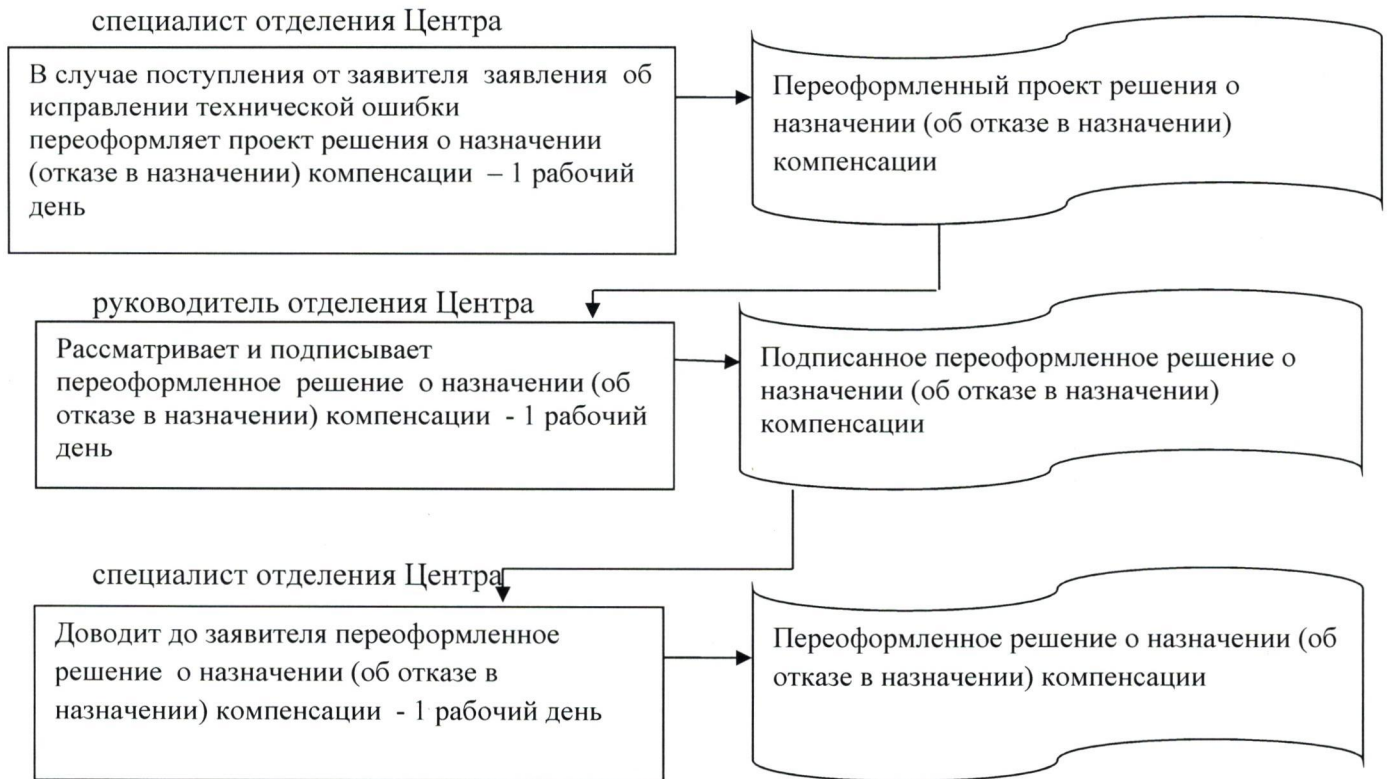 специалист отделения Центра
В случае поступления от заявителя заявления об
исправлении технической ошибки
переоформляет проект решения о назначении
(отказе в назначении) компенсации – 1 рабочий
день
Переоформленный проект решения о
назначении (об отказе в назначении)
компенсации
руководитель отделения Центра
Рассматривает и подписывает
переоформленное решение о назначении (об
отказе в назначении) компенсации - 1 рабочий
день
Подписанное переоформленное решение о
назначении (об отказе в назначении)
компенсации
специалист отделения Центра
Доводит до заявителя переоформленное
решение о назначении (об отказе в
назначении) компенсации - 1 рабочий день
Переоформленное решение о назначении (об
отказе в назначении) компенсации